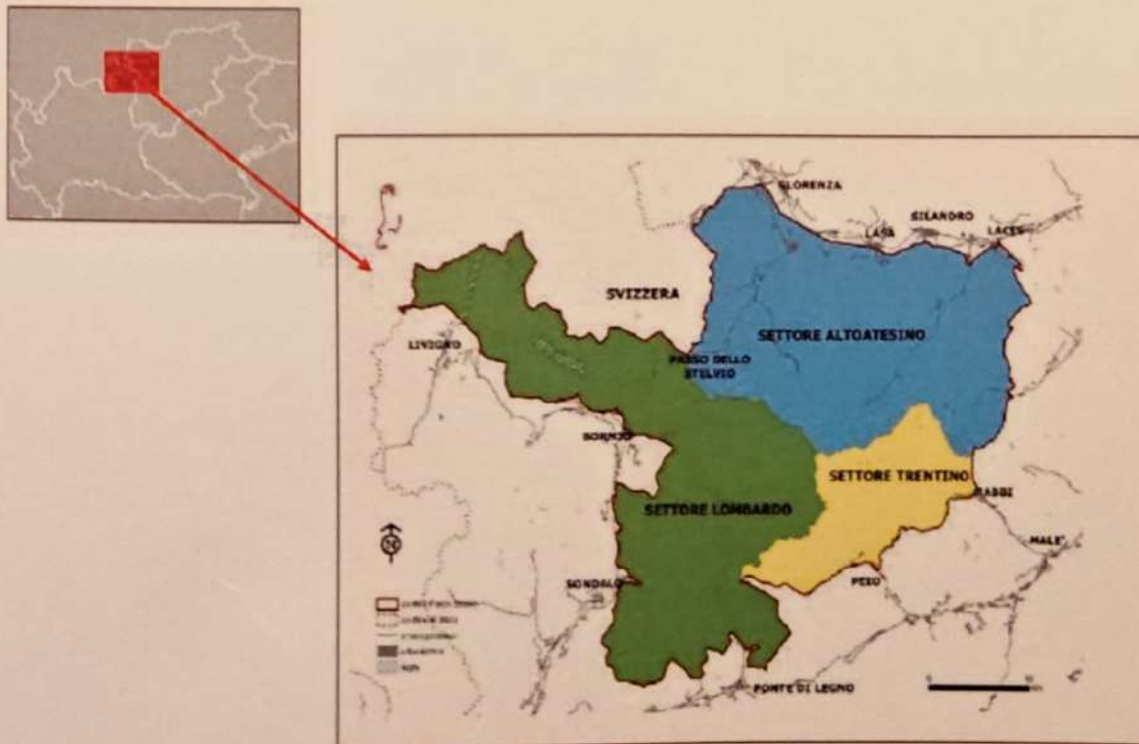 GLORENZA
SILANDRO
LASA
LACES
SVIZZERA
SETTORE ALTOATESINO
LIVIGNO
PASSO DELLO
STELVIO
BORMIO
SETTORE TRENTINO
RABBI
SETTORE LOMBARDO
MALE'
SONDALO
PEIO
PONTE DI LEGNO